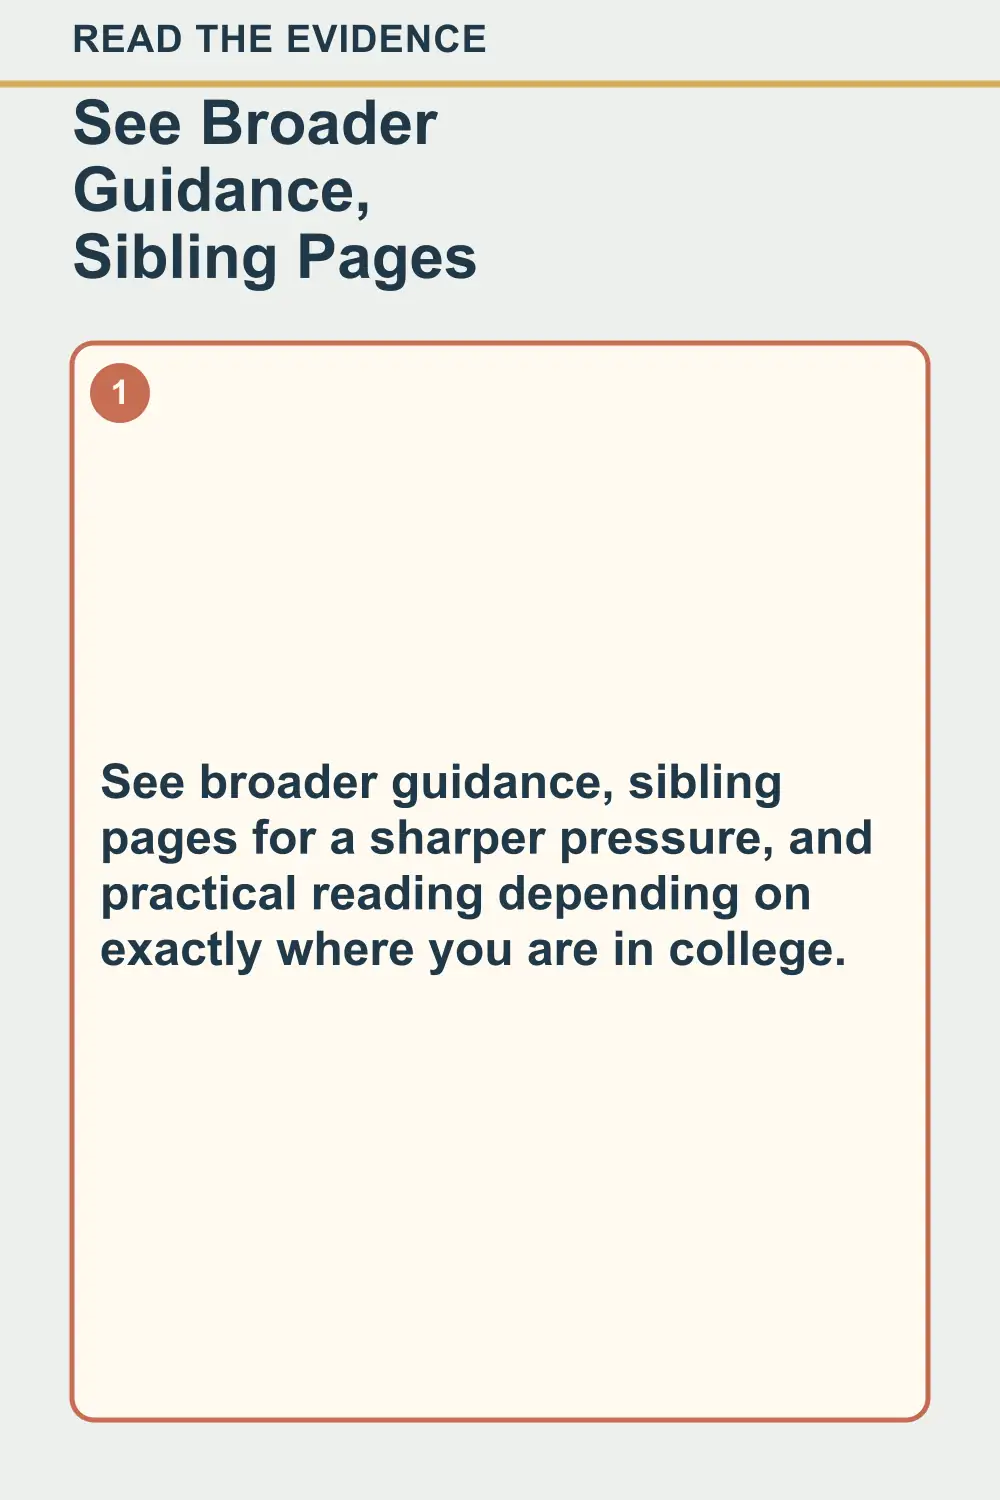 READ THE EVIDENCE
See Broader
Guidance,
Sibling Pages
1
See broader guidance, sibling
pages for a sharper pressure, and
practical reading depending on
exactly where you are in college.